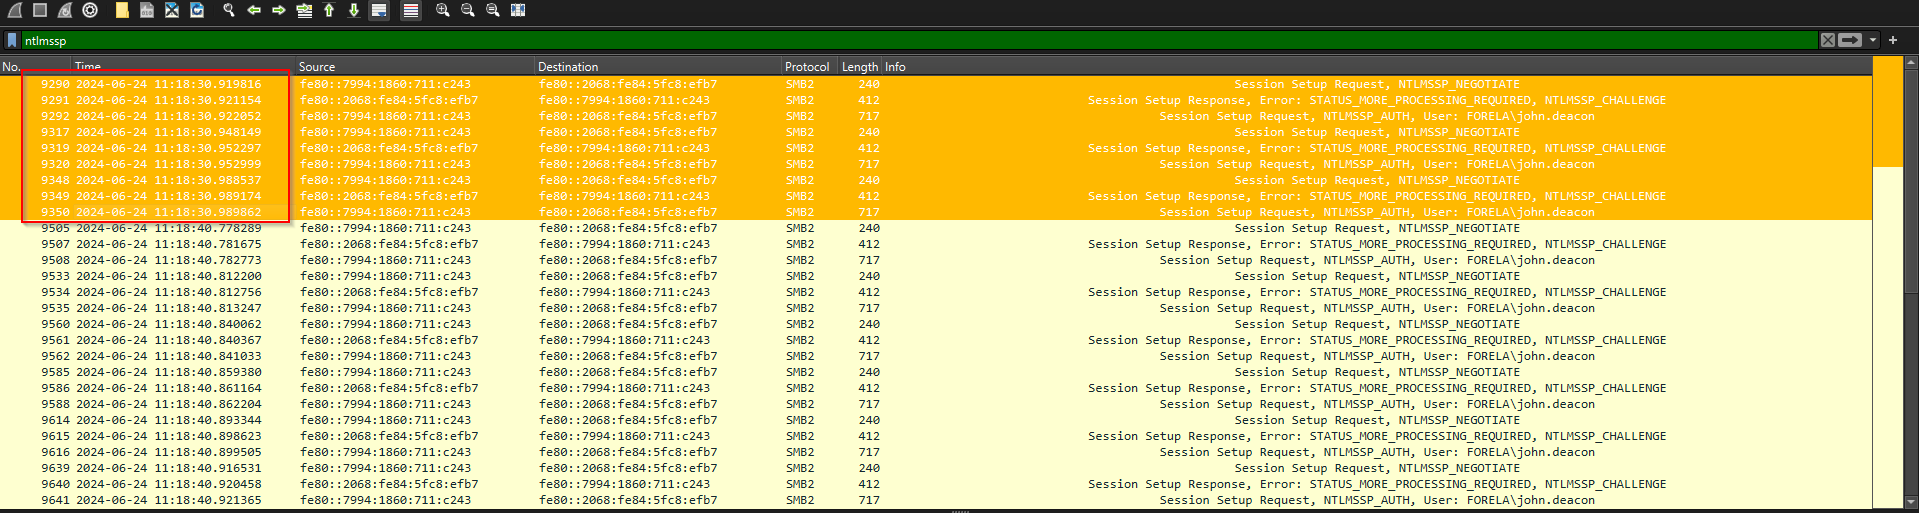 ntlmssp
No. Time Source Destination Protocol Length Info
9290 2024-06-24 11:18:30.919816 fe80::7994:1860:711:c243 fe80::2068:fe84:5fc8:efb7 SMB2 240 Session Setup Request, NTLMSSP_NEGOTIATE
9291 2024-06-24 11:18:30.921154 fe80::2068:fe84:5fc8:efb7 fe80::7994:1860:711:c243 SMB2 412 Session Setup Response, Error: STATUS_MORE_PROCESSING_REQUIRED, NTLMSSP_CHALLENGE
9292 2024-06-24 11:18:30.922052 fe80::7994:1860:711:c243 fe80::2068:fe84:5fc8:efb7 SMB2 717 Session Setup Request, NTLMSSP_AUTH, User: FORELA\john.deacon
9317 2024-06-24 11:18:30.948149 fe80::7994:1860:711:c243 fe80::2068:fe84:5fc8:efb7 SMB2 240 Session Setup Request, NTLMSSP_NEGOTIATE
9319 2024-06-24 11:18:30.952297 fe80::2068:fe84:5fc8:efb7 fe80::7994:1860:711:c243 SMB2 412 Session Setup Response, Error: STATUS_MORE_PROCESSING_REQUIRED, NTLMSSP_CHALLENGE
9320 2024-06-24 11:18:30.952999 fe80::7994:1860:711:c243 fe80::2068:fe84:5fc8:efb7 SMB2 717 Session Setup Request, NTLMSSP_AUTH, User: FORELA\john.deacon
9348 2024-06-24 11:18:30.988537 fe80::7994:1860:711:c243 fe80::2068:fe84:5fc8:efb7 SMB2 240 Session Setup Request, NTLMSSP_NEGOTIATE
9349 2024-06-24 11:18:30.989174 fe80::2068:fe84:5fc8:efb7 fe80::7994:1860:711:c243 SMB2 412 Session Setup Response, Error: STATUS_MORE_PROCESSING_REQUIRED, NTLMSSP_CHALLENGE
9350 2024-06-24 11:18:30.989862 fe80::7994:1860:711:c243 fe80::2068:fe84:5fc8:efb7 SMB2 717 Session Setup Request, NTLMSSP_AUTH, User: FORELA\john.deacon
9505 2024-06-24 11:18:40.778289 fe80::7994:1860:711:c243 fe80::2068:fe84:5fc8:efb7 SMB2 240 Session Setup Request, NTLMSSP_NEGOTIATE
9507 2024-06-24 11:18:40.781675 fe80::2068:fe84:5fc8:efb7 fe80::7994:1860:711:c243 SMB2 412 Session Setup Response, Error: STATUS_MORE_PROCESSING_REQUIRED, NTLMSSP_CHALLENGE
9508 2024-06-24 11:18:40.782773 fe80::7994:1860:711:c243 fe80::2068:fe84:5fc8:efb7 SMB2 717 Session Setup Request, NTLMSSP_AUTH, User: FORELA\john.deacon
9533 2024-06-24 11:18:40.812200 fe80::7994:1860:711:c243 fe80::2068:fe84:5fc8:efb7 SMB2 240 Session Setup Request, NTLMSSP_NEGOTIATE
9534 2024-06-24 11:18:40.812756 fe80::2068:fe84:5fc8:efb7 fe80::7994:1860:711:c243 SMB2 412 Session Setup Response, Error: STATUS_MORE_PROCESSING_REQUIRED, NTLMSSP_CHALLENGE
9535 2024-06-24 11:18:40.813247 fe80::7994:1860:711:c243 fe80::2068:fe84:5fc8:efb7 SMB2 717 Session Setup Request, NTLMSSP_AUTH, User: FORELA\john.deacon
9560 2024-06-24 11:18:40.840062 fe80::7994:1860:711:c243 fe80::2068:fe84:5fc8:efb7 SMB2 240 Session Setup Request, NTLMSSP_NEGOTIATE
9561 2024-06-24 11:18:40.840367 fe80::2068:fe84:5fc8:efb7 fe80::7994:1860:711:c243 SMB2 412 Session Setup Response, Error: STATUS_MORE_PROCESSING_REQUIRED, NTLMSSP_CHALLENGE
9562 2024-06-24 11:18:40.841033 fe80::7994:1860:711:c243 fe80::2068:fe84:5fc8:efb7 SMB2 717 Session Setup Request, NTLMSSP_AUTH, User: FORELA\john.deacon
9585 2024-06-24 11:18:40.859380 fe80::7994:1860:711:c243 fe80::2068:fe84:5fc8:efb7 SMB2 240 Session Setup Request, NTLMSSP_NEGOTIATE
9586 2024-06-24 11:18:40.861164 fe80::2068:fe84:5fc8:efb7 fe80::7994:1860:711:c243 SMB2 412 Session Setup Response, Error: STATUS_MORE_PROCESSING_REQUIRED, NTLMSSP_CHALLENGE
9588 2024-06-24 11:18:40.862204 fe80::7994:1860:711:c243 fe80::2068:fe84:5fc8:efb7 SMB2 717 Session Setup Request, NTLMSSP_AUTH, User: FORELA\john.deacon
9614 2024-06-24 11:18:40.893344 fe80::7994:1860:711:c243 fe80::2068:fe84:5fc8:efb7 SMB2 240 Session Setup Request, NTLMSSP_NEGOTIATE
9615 2024-06-24 11:18:40.898623 fe80::2068:fe84:5fc8:efb7 fe80::7994:1860:711:c243 SMB2 412 Session Setup Response, Error: STATUS_MORE_PROCESSING_REQUIRED, NTLMSSP_CHALLENGE
9616 2024-06-24 11:18:40.899505 fe80::7994:1860:711:c243 fe80::2068:fe84:5fc8:efb7 SMB2 717 Session Setup Request, NTLMSSP_AUTH, User: FORELA\john.deacon
9639 2024-06-24 11:18:40.916531 fe80::7994:1860:711:c243 fe80::2068:fe84:5fc8:efb7 SMB2 240 Session Setup Request, NTLMSSP_NEGOTIATE
9640 2024-06-24 11:18:40.920458 fe80::2068:fe84:5fc8:efb7 fe80::7994:1860:711:c243 SMB2 412 Session Setup Response, Error: STATUS_MORE_PROCESSING_REQUIRED, NTLMSSP_CHALLENGE
9641 2024-06-24 11:18:40.921365 fe80::7994:1860:711:c243 fe80::2068:fe84:5fc8:efb7 SMB2 717 Session Setup Request, NTLMSSP_AUTH, User: FORELA\john.deacon